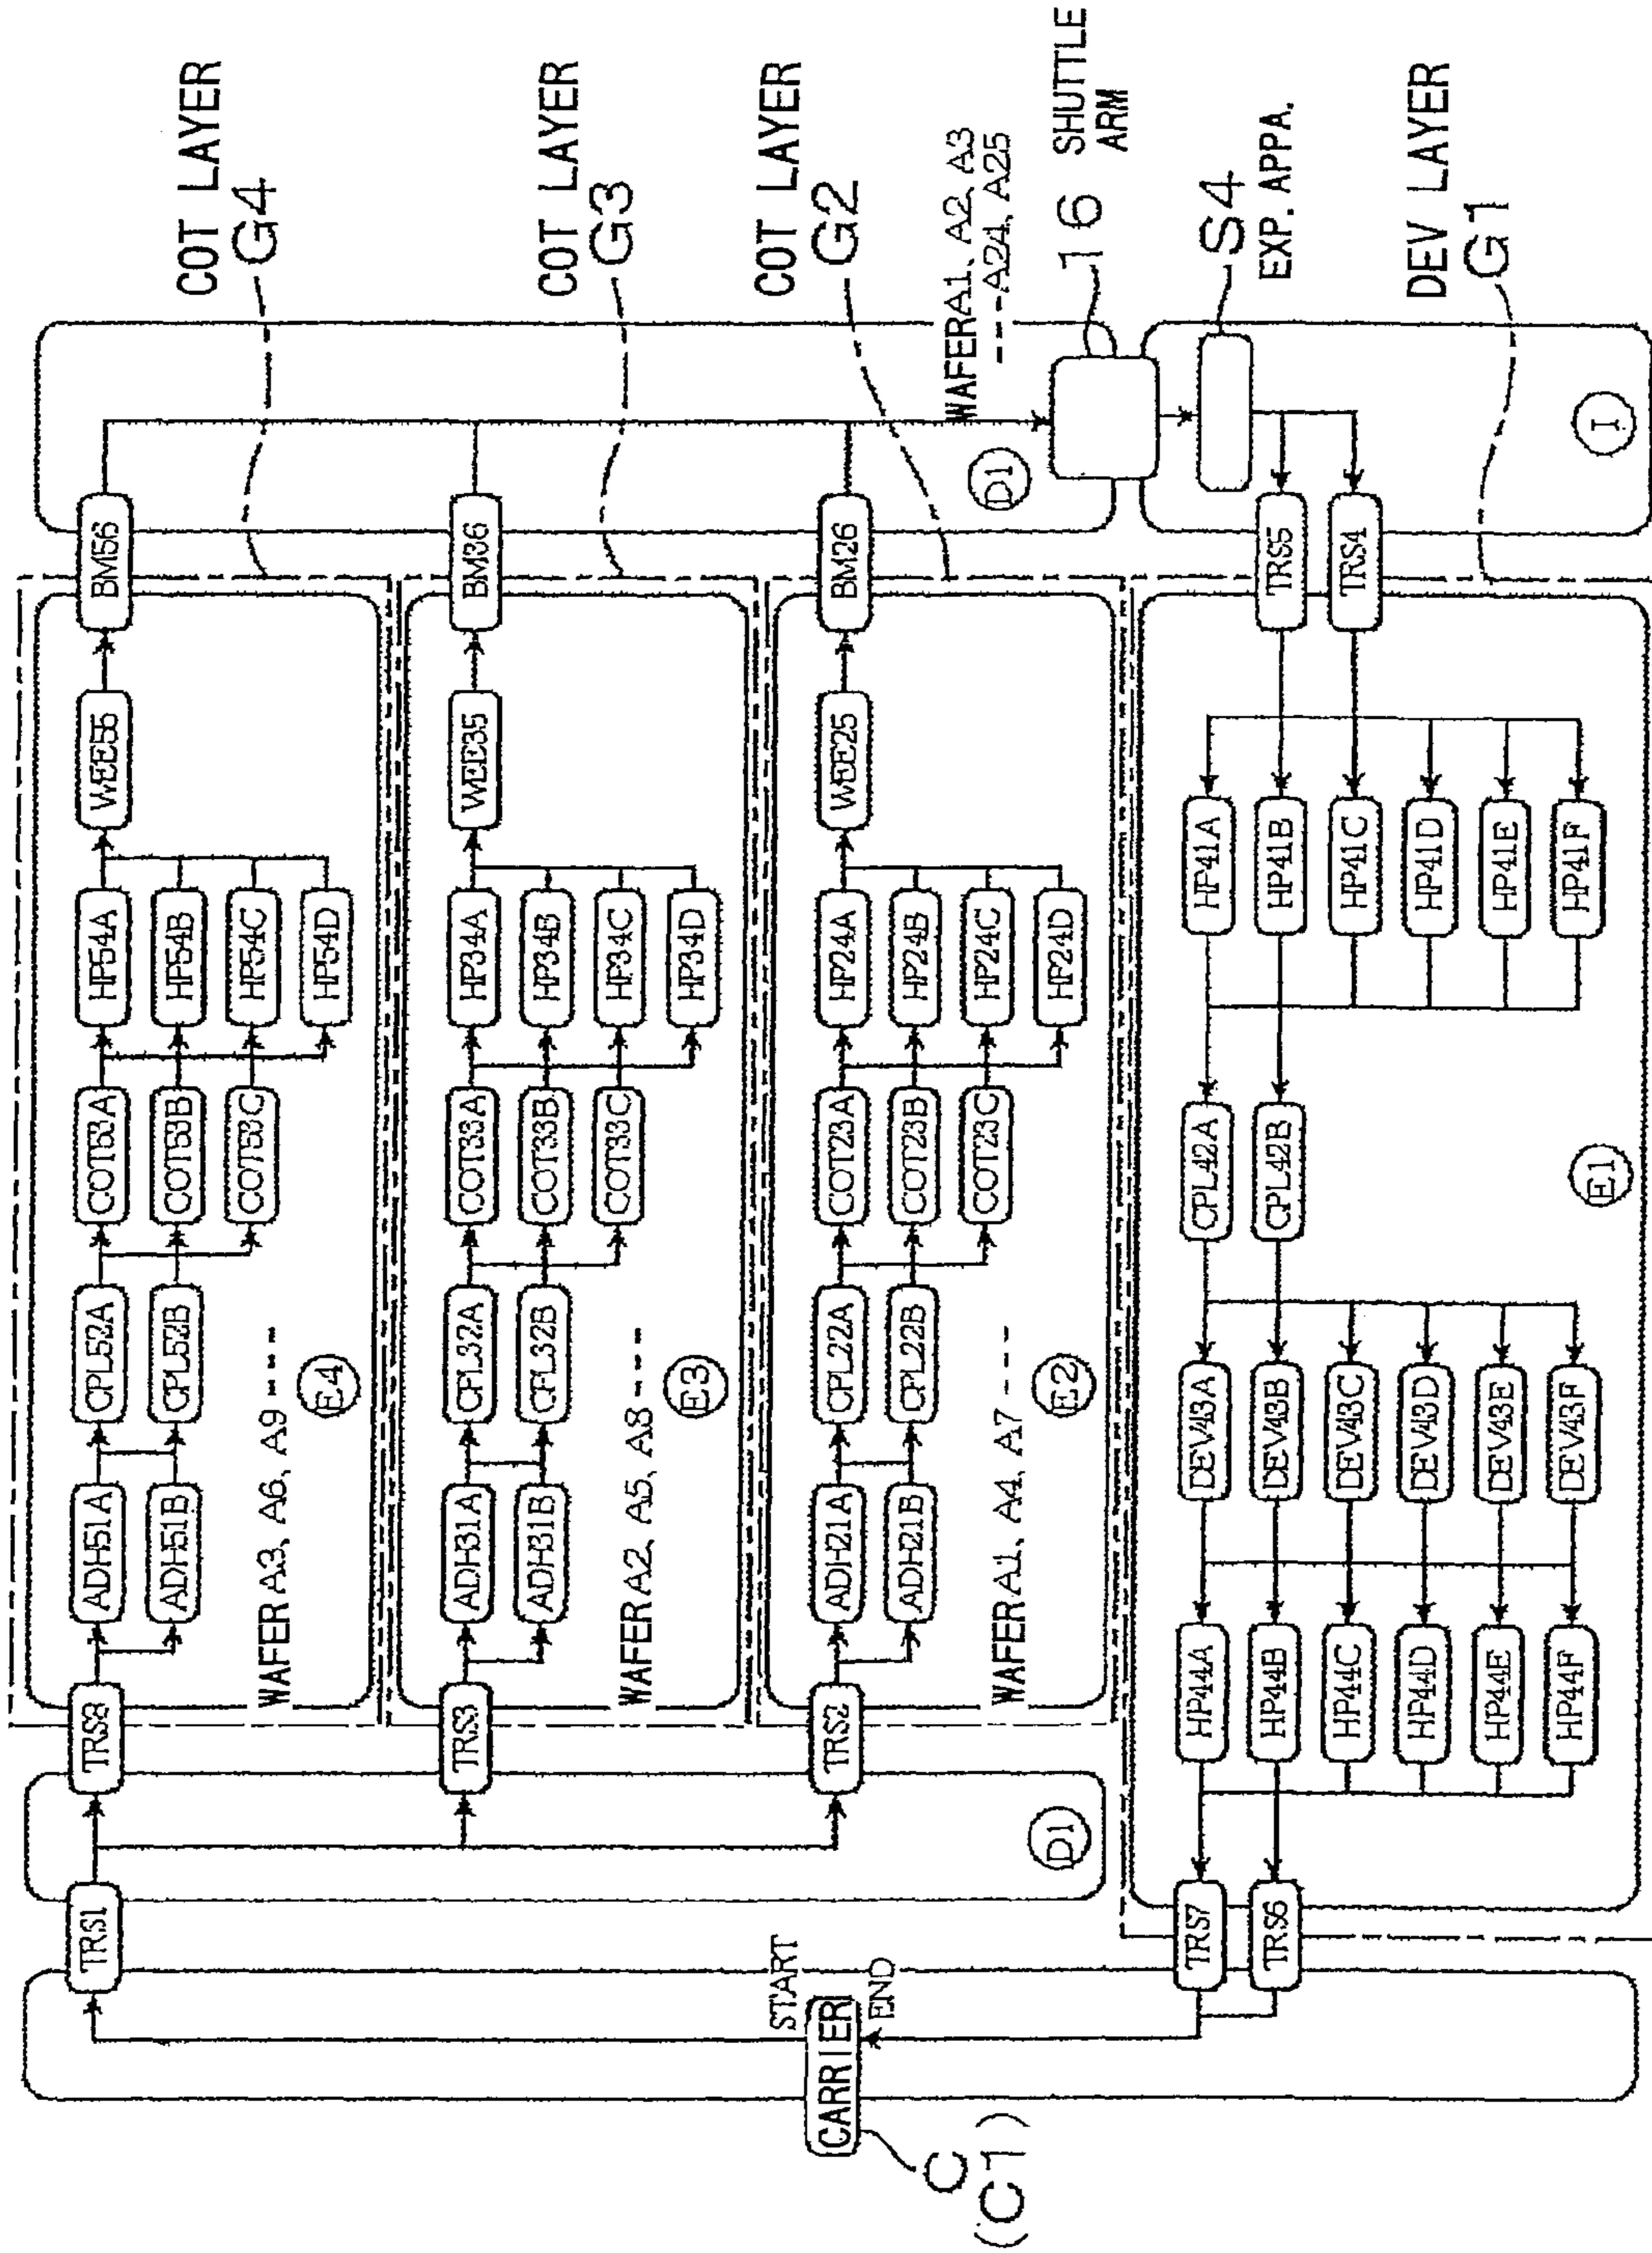 COT LAYER
G4
COT LAYER
G3
COT LAYER
G2
WAFERA1, A2, A3
---A24, A25
16 SHUTTLE
ARM
S4
EXP. APPA.
DEV LAYER
G1
TRS8
ADH51A
ADH51B
CPL52A
CPL52B
COT53A
COT53B
COT53C
HP54A
HP54B
HP54C
HP54D
WEE55
BM56
WAFER A3, A6, A9----
E4
TRS3
ADH31A
ADH31B
CPL32A
CPL32B
COT33A
COT33B
COT33C
HP34A
HP34B
HP34C
HP34D
WEE35
BM36
WAFER A2, A5, A8----
E3
TRS1
D1
TRS2
ADH21A
ADH21B
CPL22A
CPL22B
COT23A
COT23B
COT23C
HP24A
HP24B
HP24C
HP24D
WEE25
BM26
WAFER A1, A4, A7---
E2
D1
TRS5
TRS4
I
HP41A
HP41B
HP41C
HP41D
HP41E
HP41F
CPL42A
CPL42B
DEV43A
DEV43B
DEV43C
DEV43D
DEV43E
DEV43F
HP44A
HP44B
HP44C
HP44D
HP44E
HP44F
E1
TRS7
TRS6
START
CARRIER
END
C
(C1)